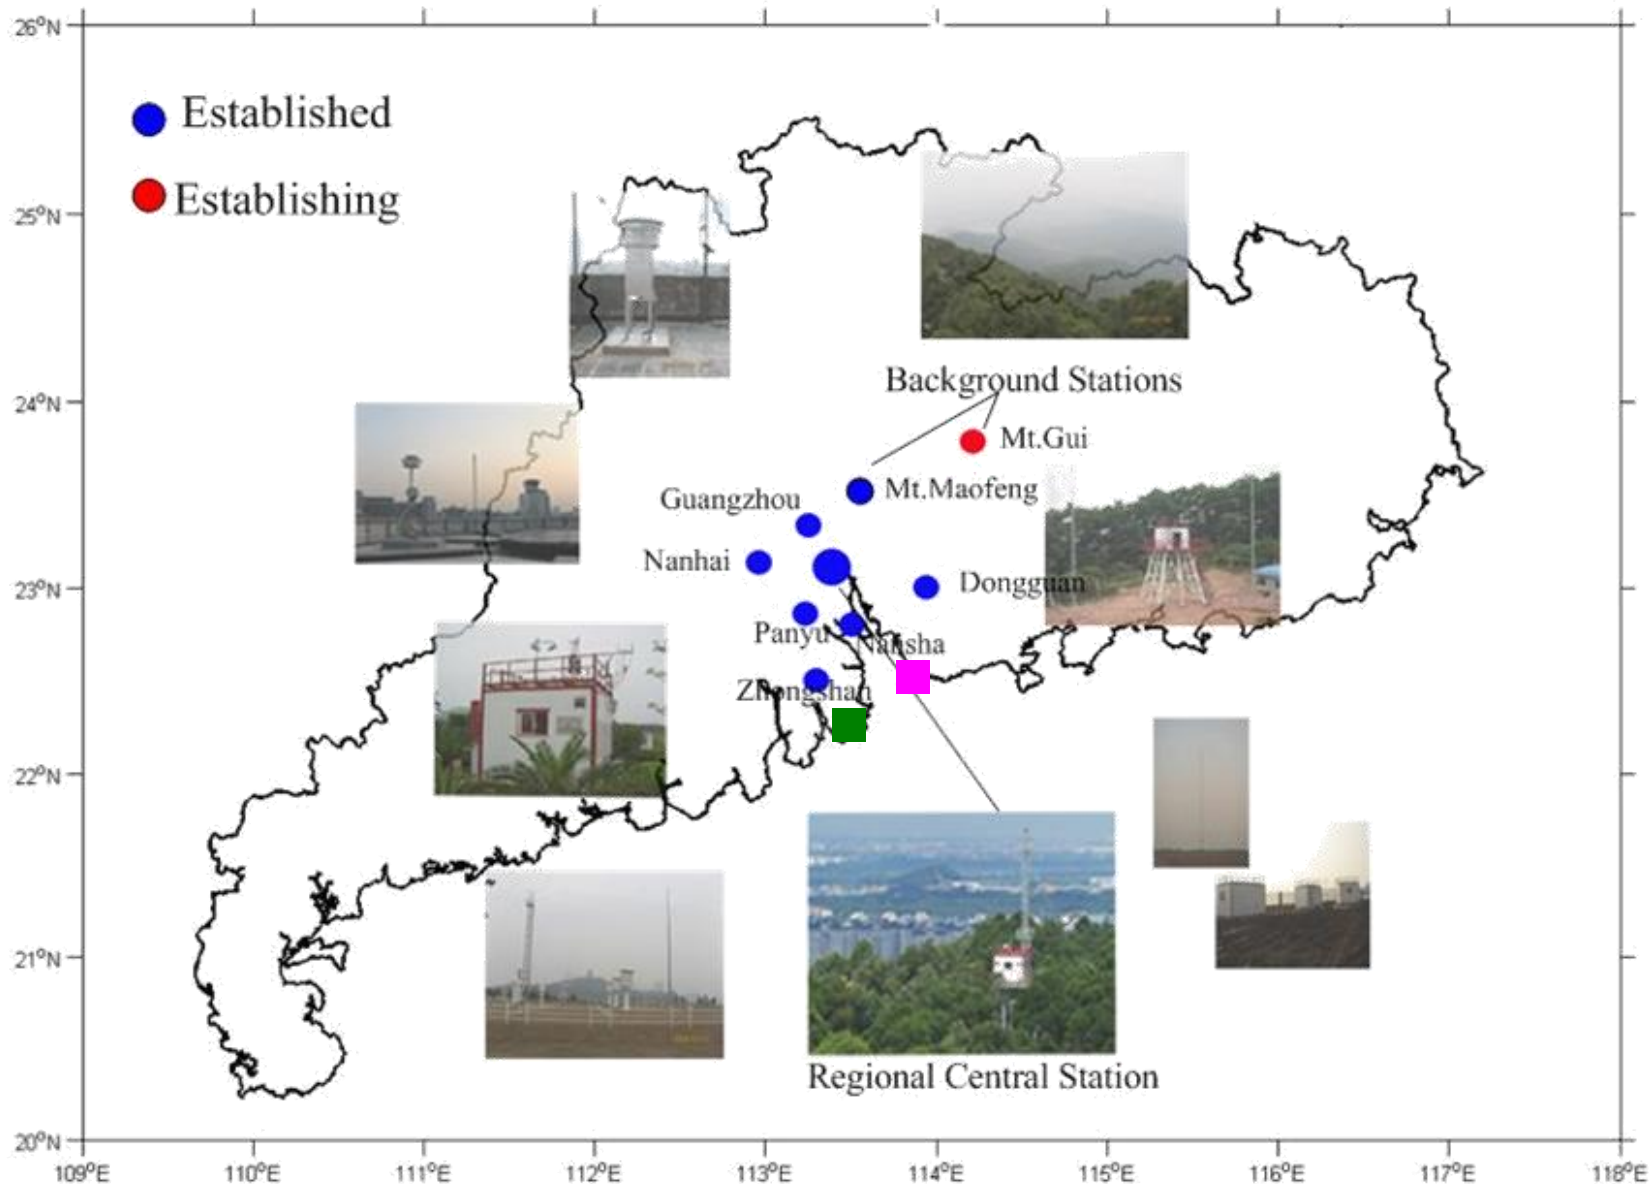 26°N
Established
Establishing
25°N
24°N
Background Stations
Mt.Gui
Mt.Maofeng
Guangzhou
Nanhai
23°N
Dongguan
Panyu
Nansha
Zhongshan
22°N
21°N
Regional Central Station
20°N
109°E 110°E 111°E 112°E 113°E 114°E 115°E 116°E 117°E 118°E